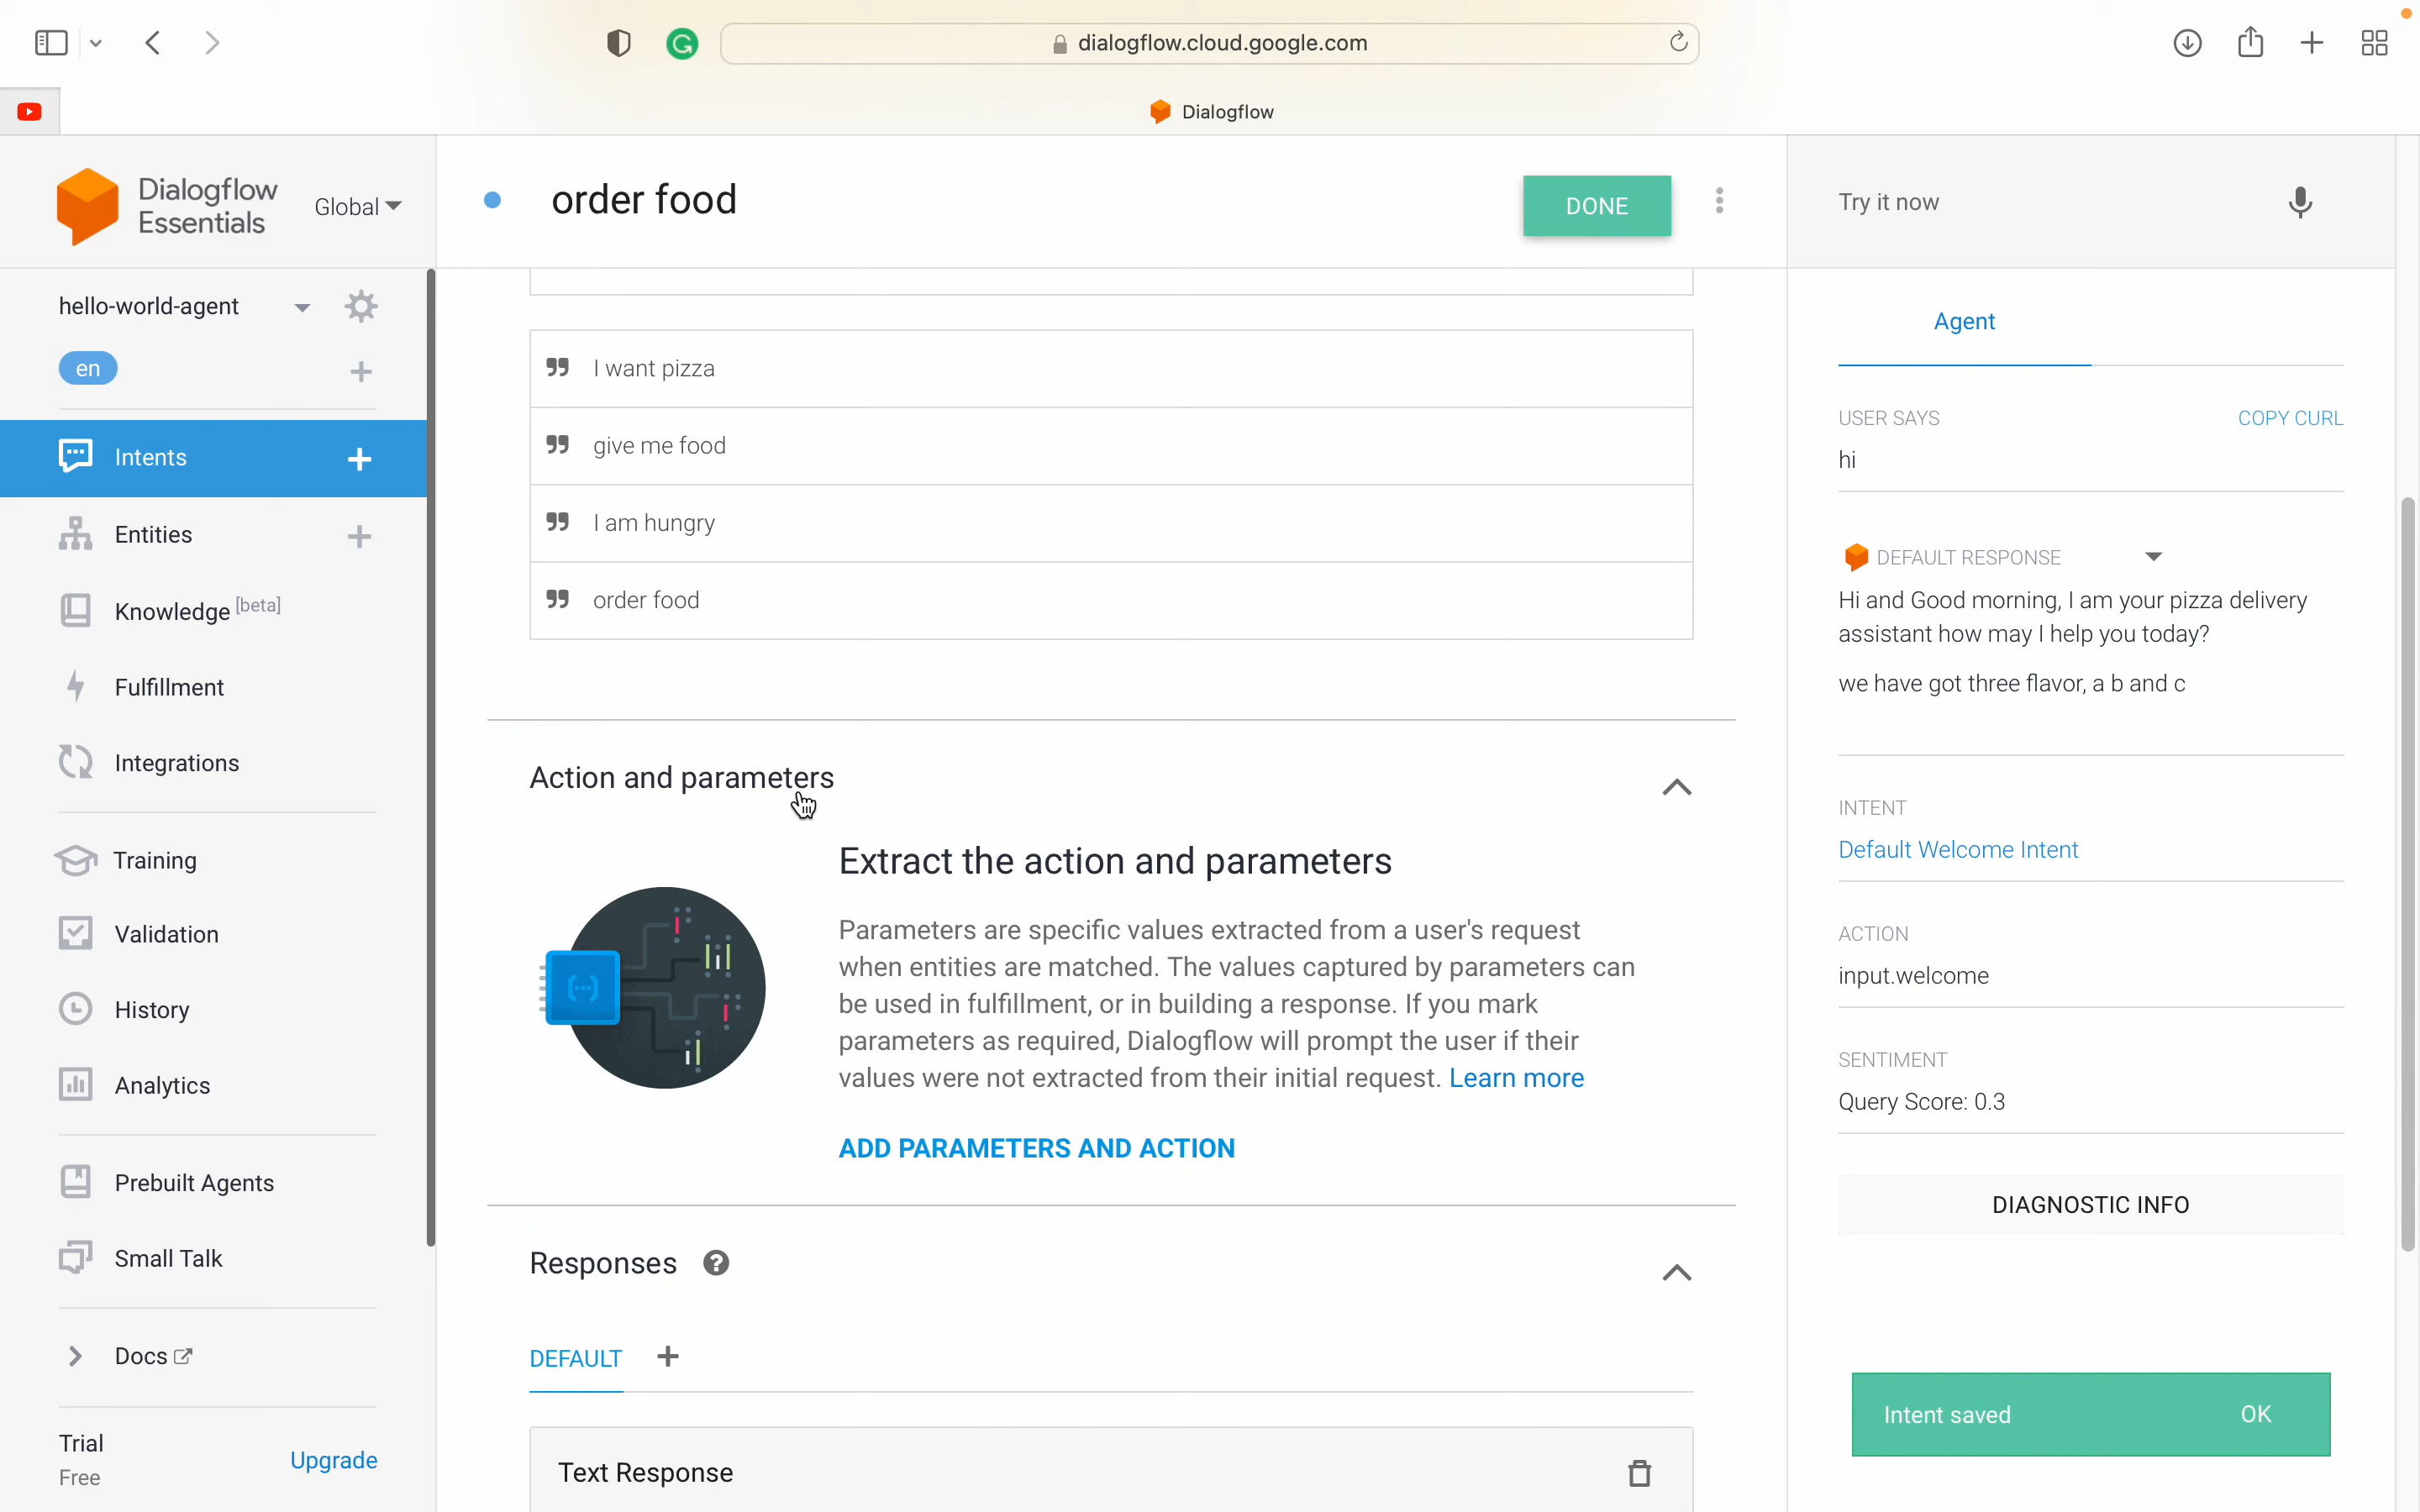 dialogflow.cloud.google.com
Dialogflow
Dialogflow
Essentials
Global
order food
DONE
Try it now
hello-world-agent
en
Intents
Entities
Knowledge [beta]
Fulfillment
Integrations
Training
Validation
History
Analytics
Prebuilt Agents
Small Talk
Docs
Trial
Free
Upgrade
I want pizza
give me food
I am hungry
order food
Action and parameters
Extract the action and parameters
Parameters are specific values extracted from a user's request
when entities are matched. The values captured by parameters can
be used in fulfillment, or in building a response. If you mark
parameters as required, Dialogflow will prompt the user if their
values were not extracted from their initial request. Learn more
ADD PARAMETERS AND ACTION
Responses ?
DEFAULT
Text Response
Agent
USER SAYS
COPY CURL
hi
DEFAULT RESPONSE
Hi and Good morning, I am your pizza delivery
assistant how may I help you today?
we have got three flavor, a b and c
INTENT
Default Welcome Intent
ACTION
input.welcome
SENTIMENT
Query Score: 0.3
DIAGNOSTIC INFO
Intent saved
OK